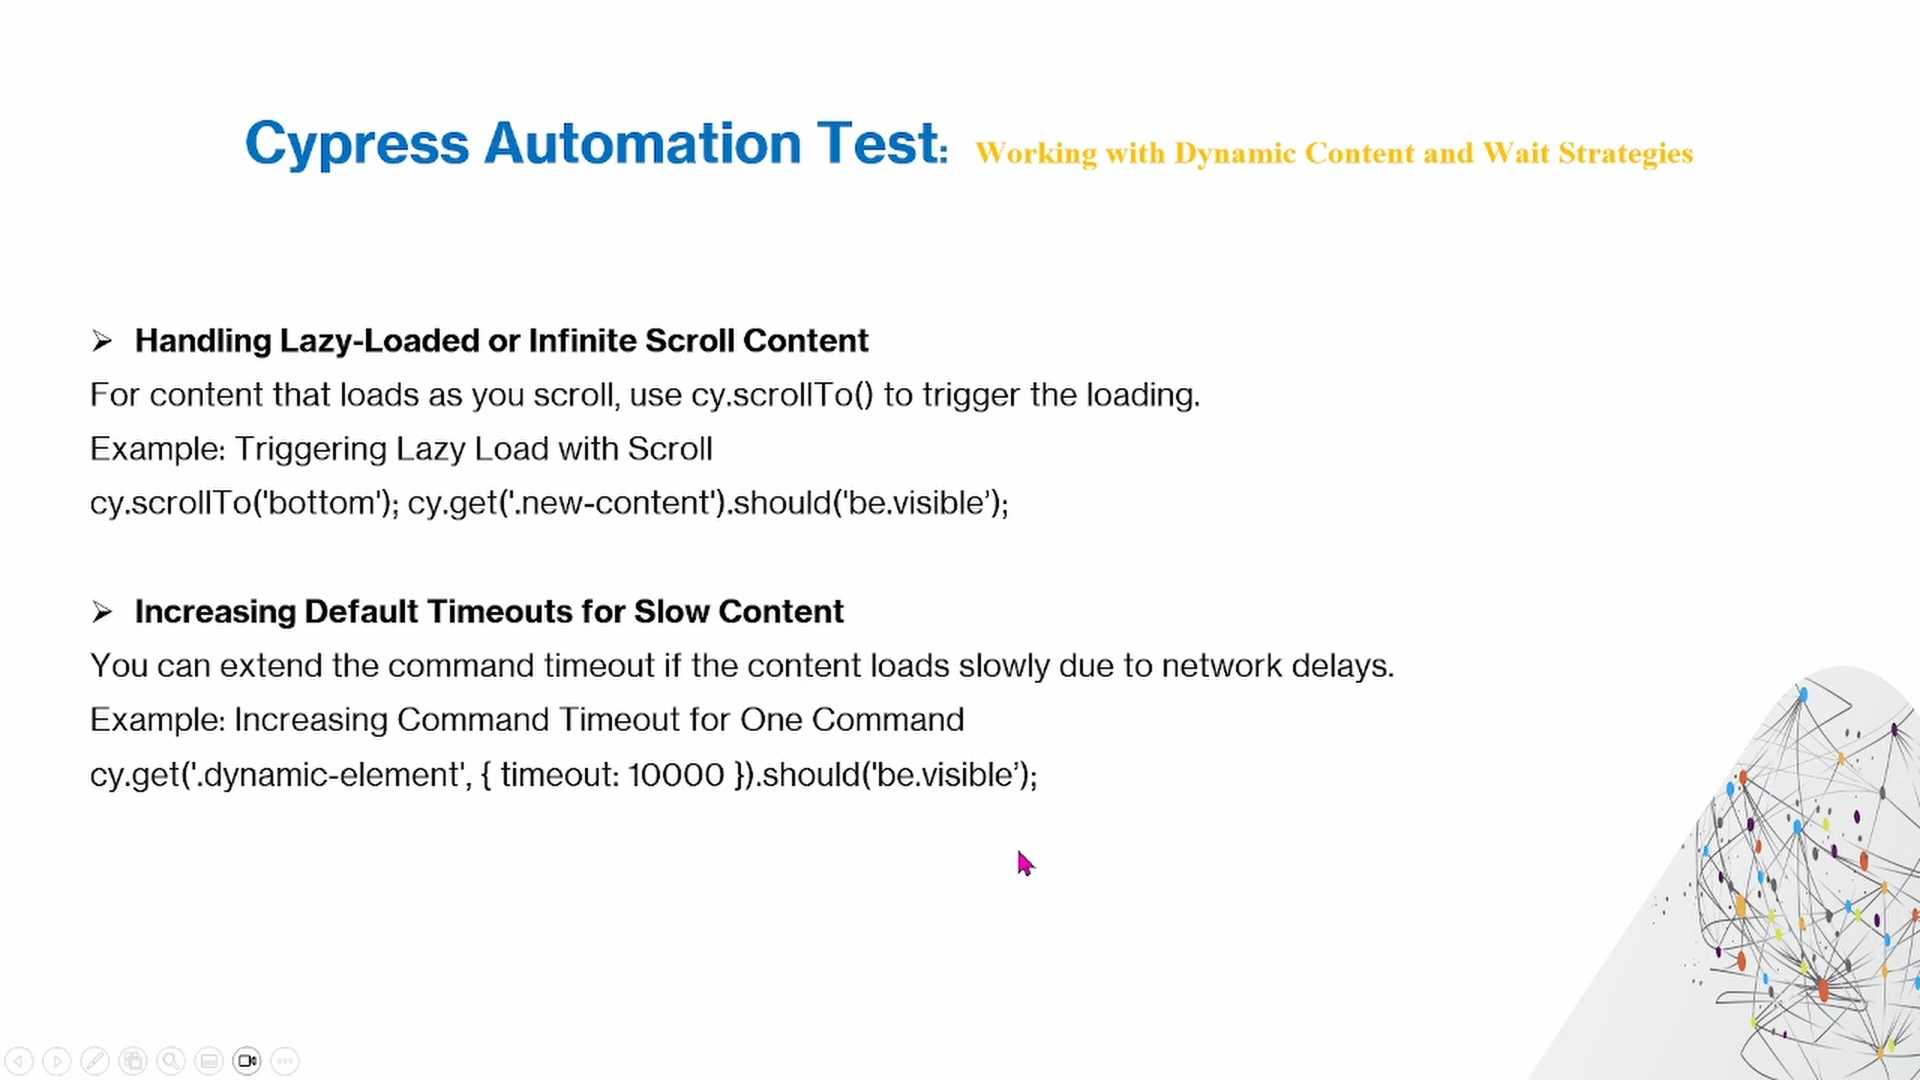 Cypress Automation Test: Working with Dynamic Content and Wait Strategies
➢ Handling Lazy-Loaded or Infinite Scroll Content
For content that loads as you scroll, use cy.scrollTo() to trigger the loading.
Example: Triggering Lazy Load with Scroll
cy.scrollTo('bottom'); cy.get('.new-content').should('be.visible’);
➢ Increasing Default Timeouts for Slow Content
You can extend the command timeout if the content loads slowly due to network delays.
Example: Increasing Command Timeout for One Command
cy.get('.dynamic-element', { timeout: 10000 }).should('be.visible’);